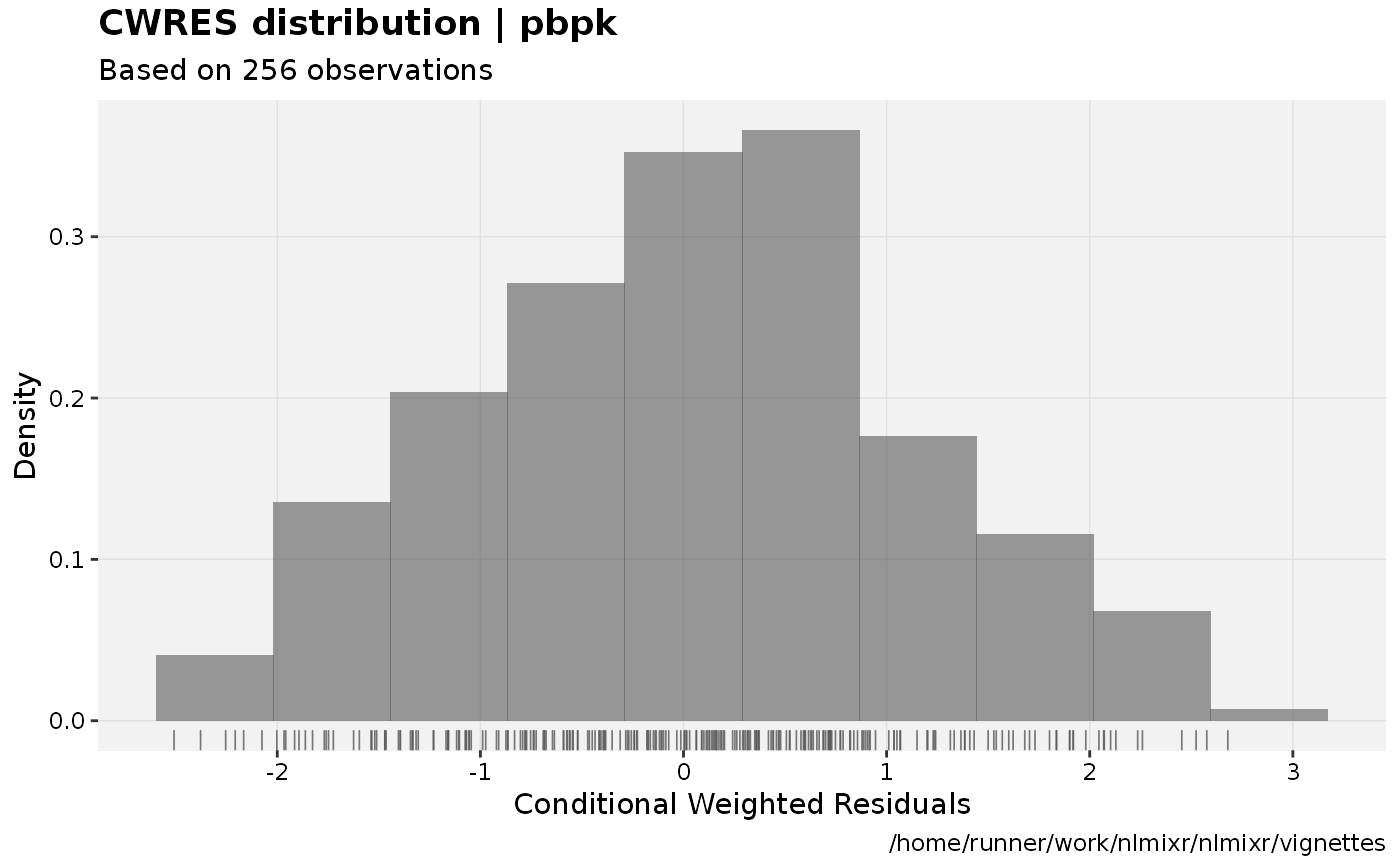 CWRES distribution | pbpk
Based on 256 observations
Density
0.3
0.2
0.1
0.0
-2 -1 0 1 2 3
Conditional Weighted Residuals
/home/runner/work/nlmixr/nlmixr/vignettes